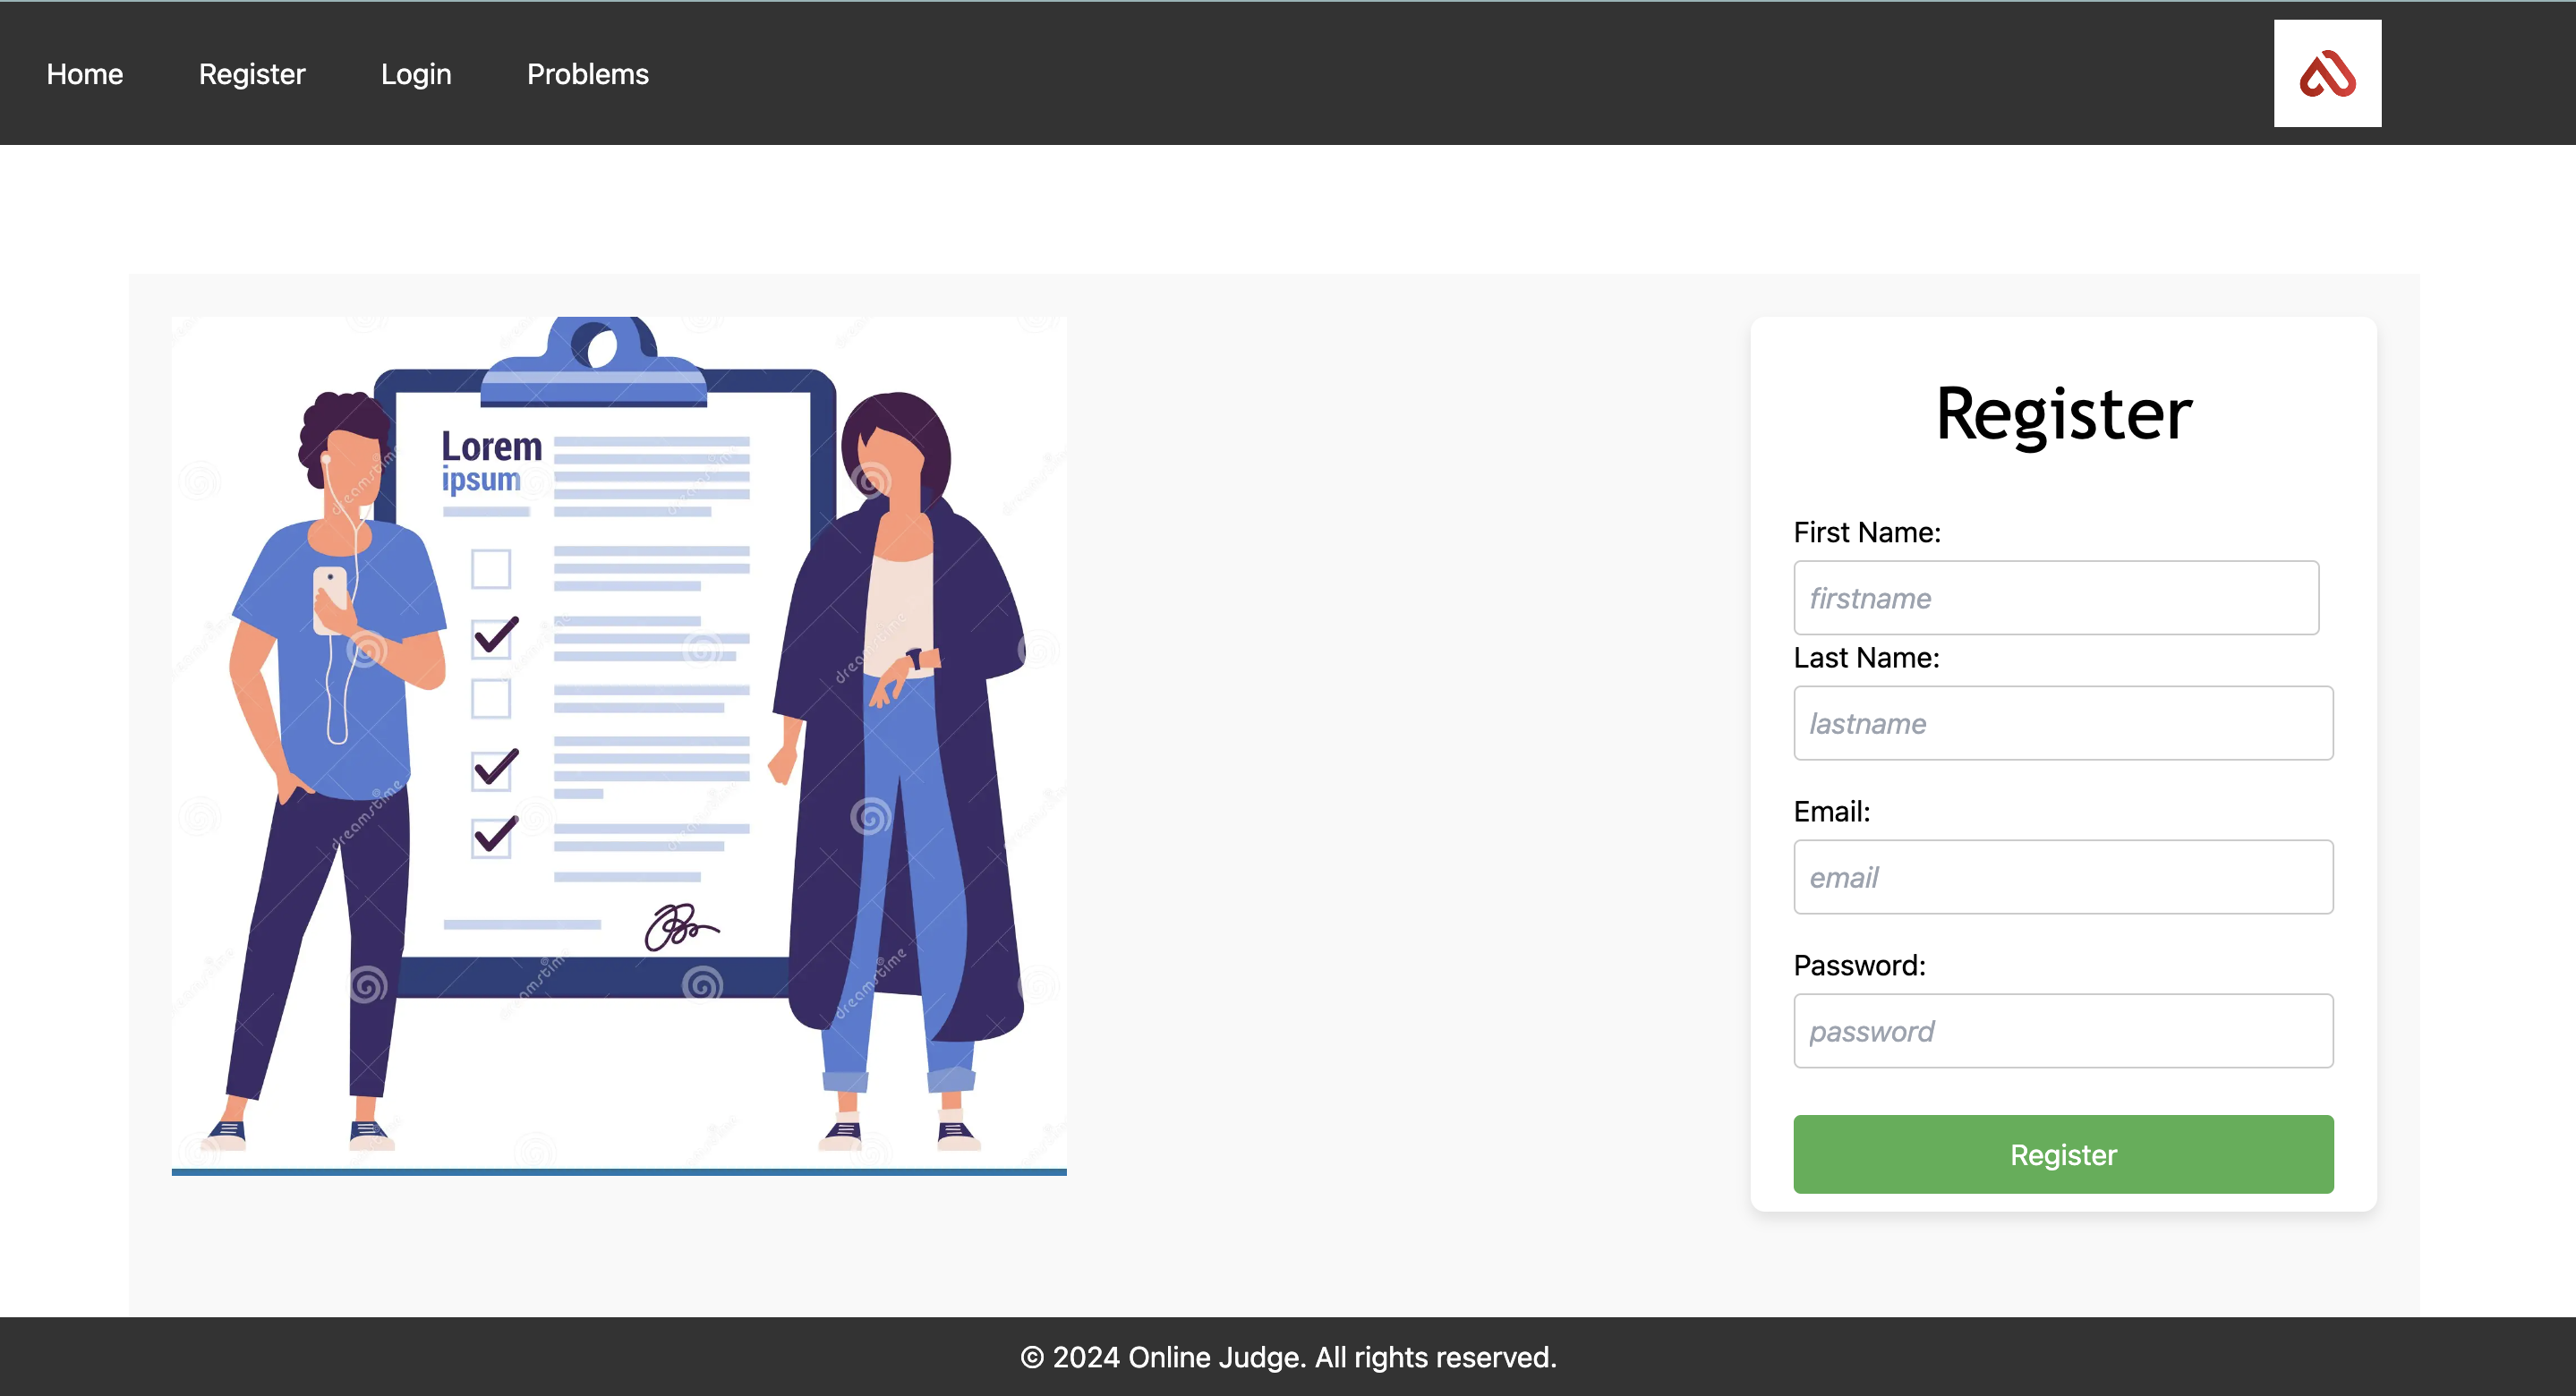 Home Register Login Problems
Lorem
ipsum
dreamstime
Register
First Name:
firstname
Last Name:
lastname
Email:
email
Password:
password
Register
© 2024 Online Judge. All rights reserved.